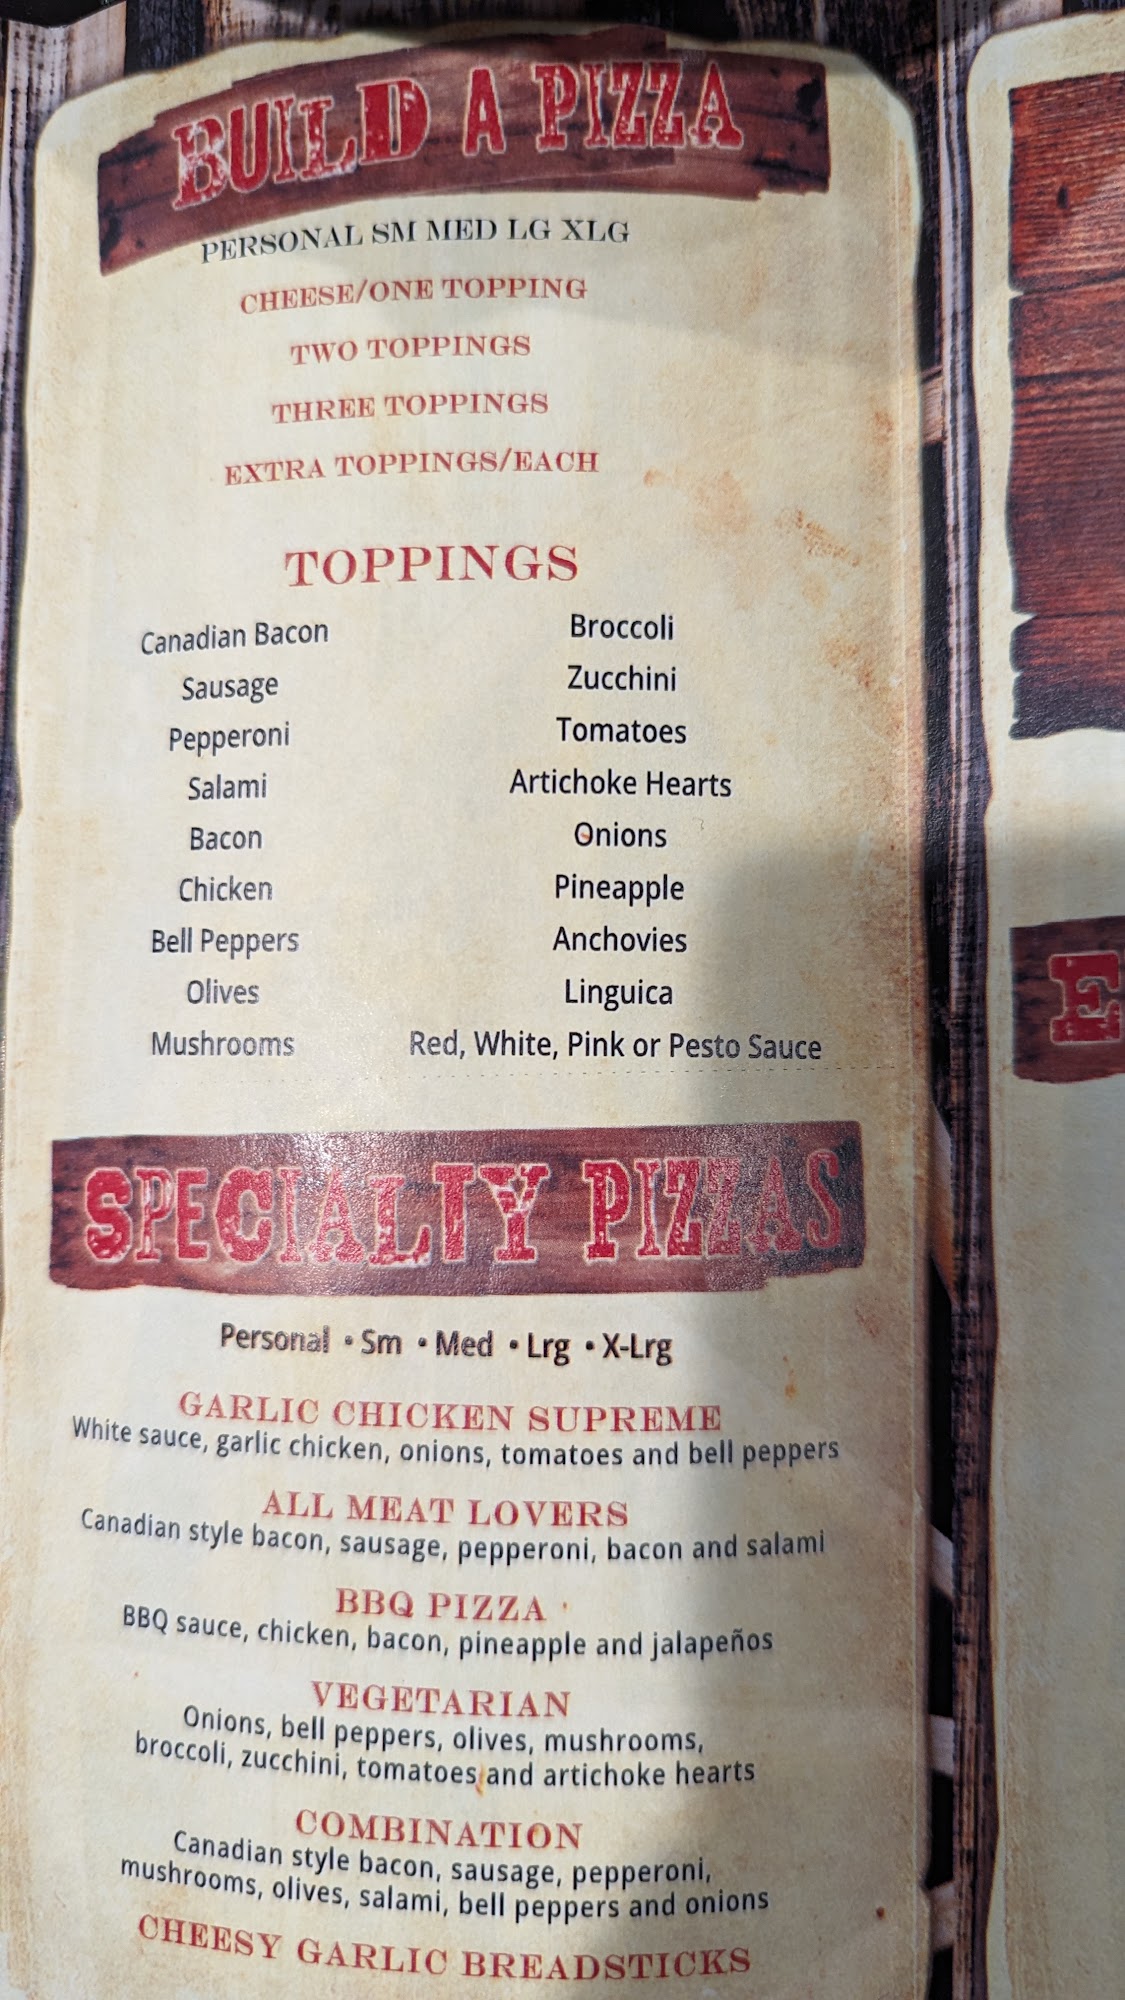 BUILD A PIZZA
PERSONAL SM MED LG XLG
CHEESE/ONE TOPPING
TWO TOPPINGS
THREE TOPPINGS
EXTRA TOPPINGS/EACH
TOPPINGS
Canadian Bacon
Sausage
Pepperoni
Salami
Bacon
Chicken
Bell Peppers
Olives
Mushrooms
Broccoli
Zucchini
Tomatoes
Artichoke Hearts
Onions
Pineapple
Anchovies
Linguica
Red, White, Pink or Pesto Sauce
SPECIALTY PIZZAS
Personal • Sm • Med • Lrg • X-Lrg
GARLIC CHICKEN SUPREME
White sauce, garlic chicken, onions, tomatoes and bell peppers
ALL MEAT LOVERS
Canadian style bacon, sausage, pepperoni, bacon and salami
BBQ PIZZA
BBQ sauce, chicken, bacon, pineapple and jalapeños
VEGETARIAN
Onions, bell peppers, olives, mushrooms,
broccoli, zucchini, tomatoes and artichoke hearts
COMBINATION
Canadian style bacon, sausage, pepperoni,
mushrooms, olives, salami, bell peppers and onions
CHEESY GARLIC BREADSTICKS
E